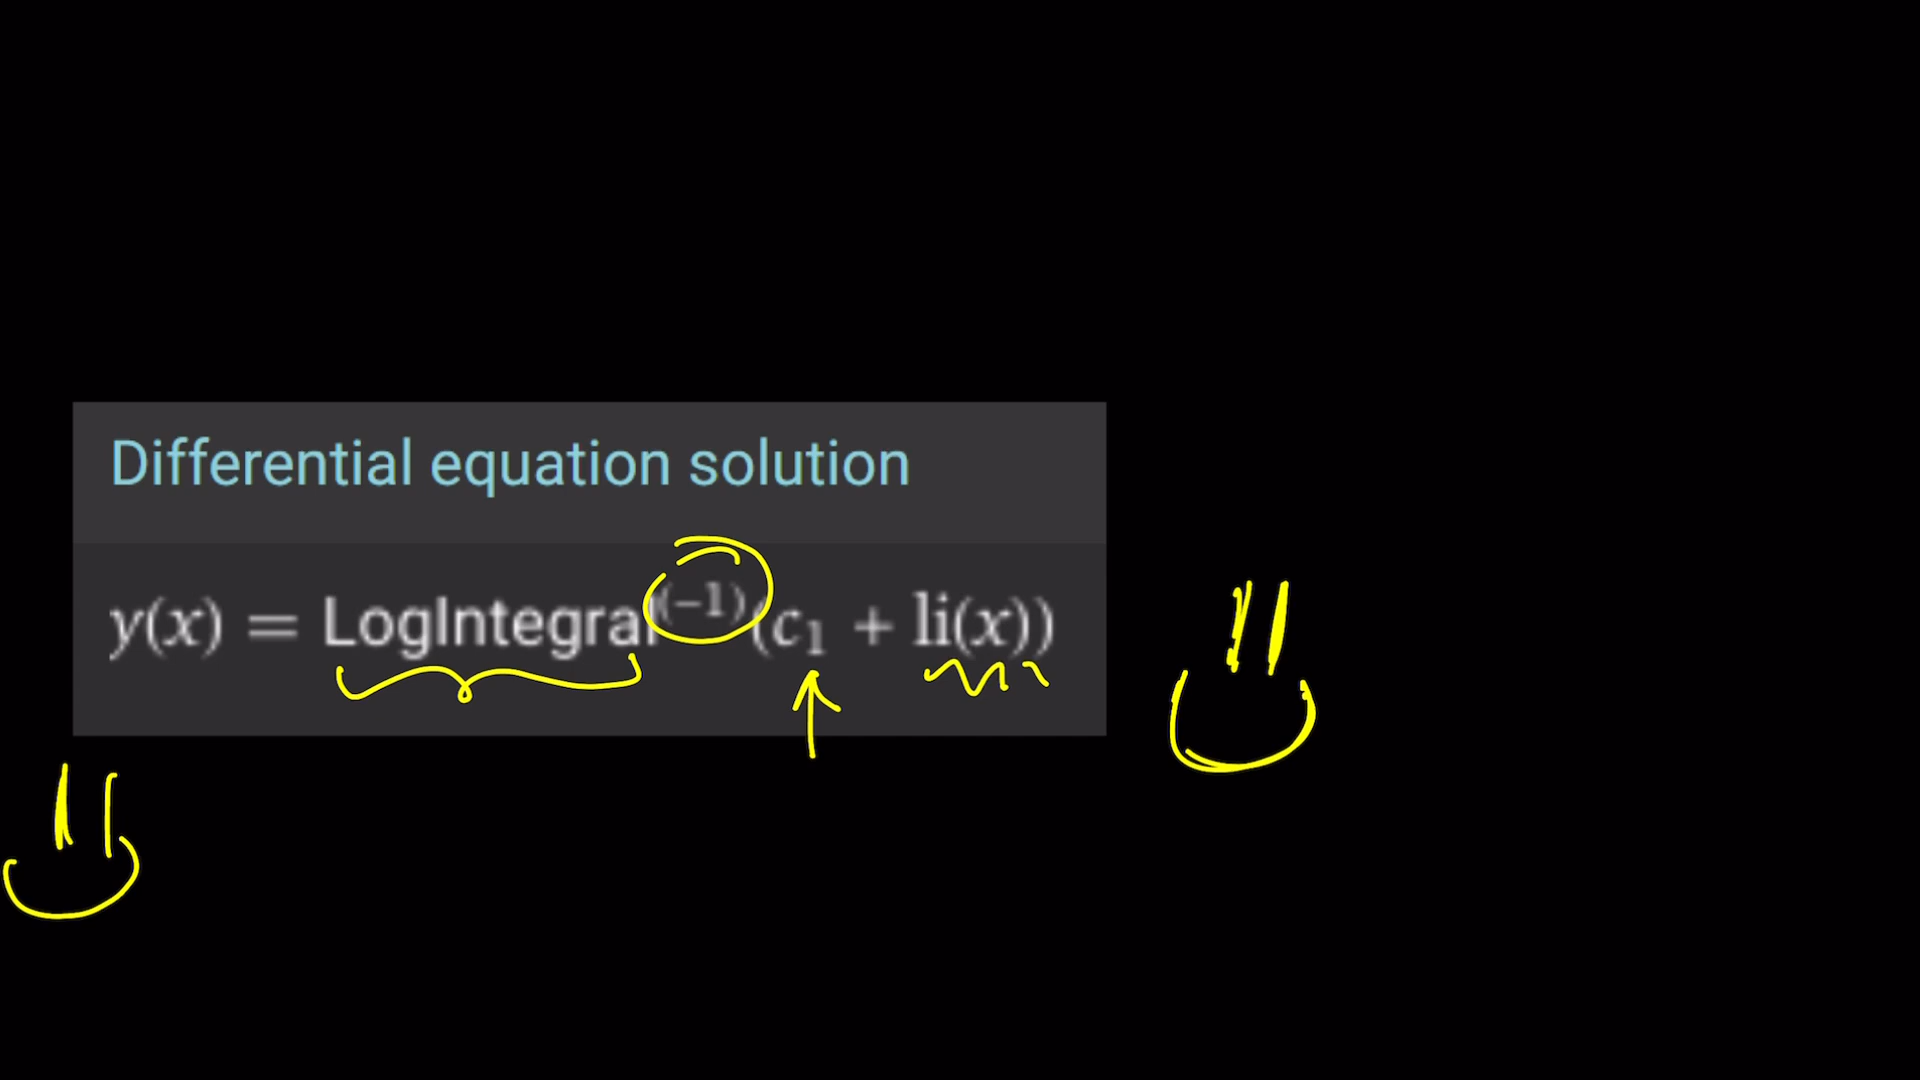 Differential equation solution
y(x) = LogIntegral⁽⁻¹⁾(c₁ + li(x))